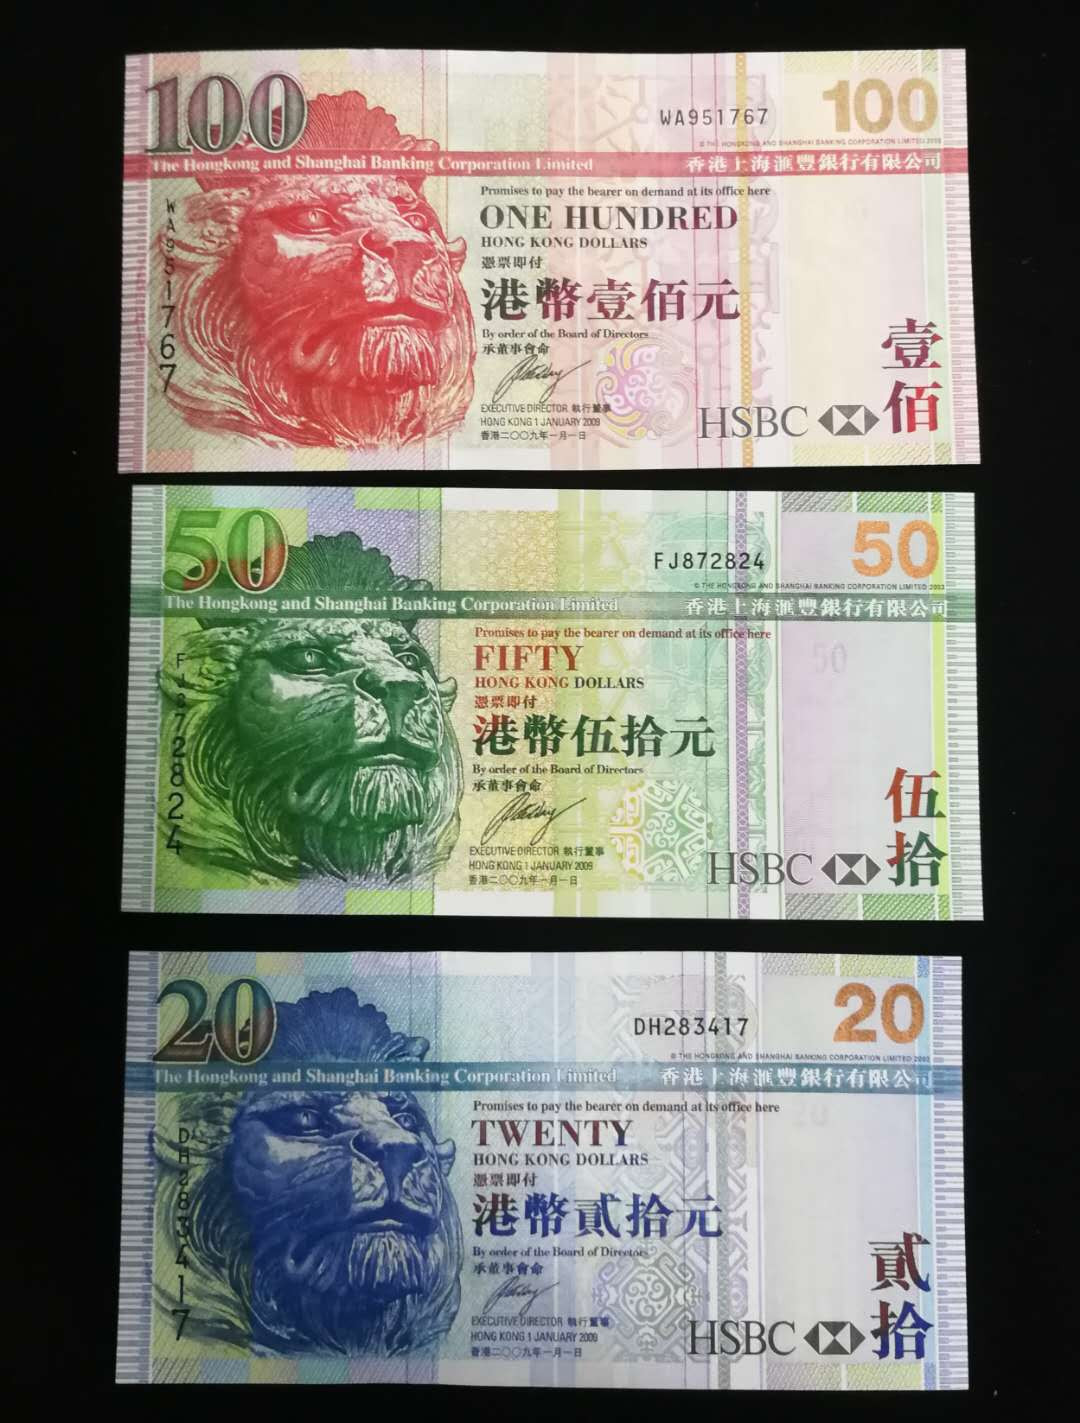 100
WA951767
100
© THE HONGKONG AND SHANGHAI BANKING CORPORATION LIMITED 2003
The Hongkong and Shanghai Banking Corporation Limited 香港上海滙豐銀行有限公司
Promises to pay the bearer on demand at its office here
ONE HUNDRED
HONG KONG DOLLARS
憑票即付
港幣壹佰元
By order of the Board of Directors
承董事會命
EXECUTIVE DIRECTOR 執行董事
HONG KONG 1 JANUARY 2009
香港二〇〇九年一月一日
WA951767
HSBC
壹佰
50
FJ872824
50
© THE HONGKONG AND SHANGHAI BANKING CORPORATION LIMITED 2003
The Hongkong and Shanghai Banking Corporation Limited 香港上海滙豐銀行有限公司
Promises to pay the bearer on demand at its office here
50
FIFTY
HONG KONG DOLLARS
憑票即付
港幣伍拾元
By order of the Board of Directors
承董事會命
EXECUTIVE DIRECTOR 執行董事
HONG KONG 1 JANUARY 2009
香港二〇〇九年一月一日
FJ872824
HSBC
伍拾
20
DH283417
20
© THE HONGKONG AND SHANGHAI BANKING CORPORATION LIMITED 2003
The Hongkong and Shanghai Banking Corporation Limited 香港上海滙豐銀行有限公司
Promises to pay the bearer on demand at its office here
20
TWENTY
HONG KONG DOLLARS
憑票即付
港幣貳拾元
By order of the Board of Directors
承董事會命
EXECUTIVE DIRECTOR 執行董事
HONG KONG 1 JANUARY 2009
香港二〇〇九年一月一日
DH283417
HSBC
貳拾